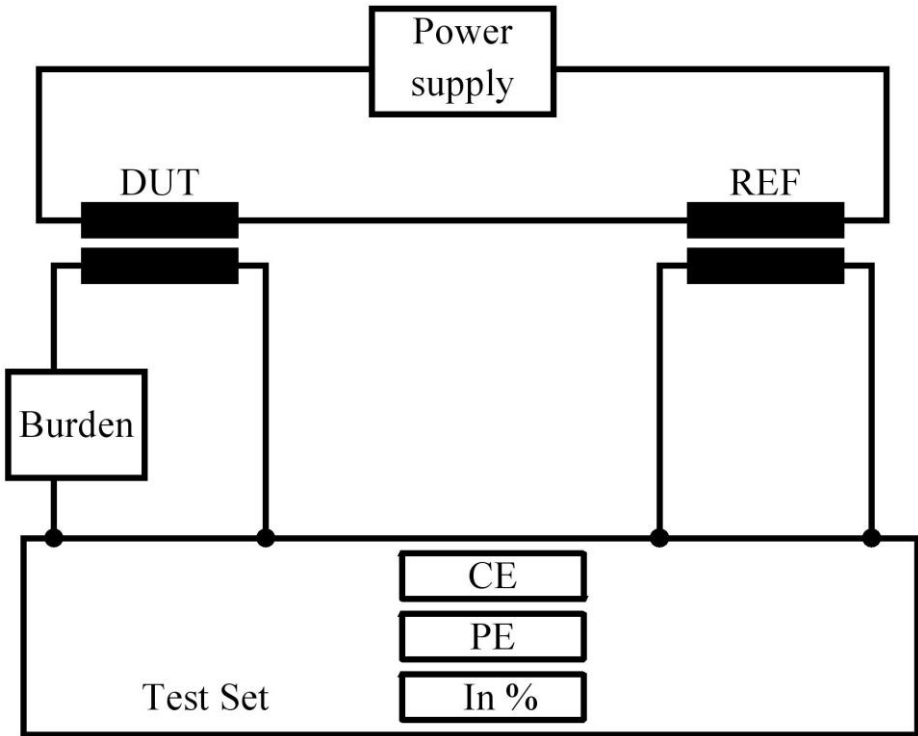 Power
supply
DUT
REF
Burden
CE
PE
Test Set
In %